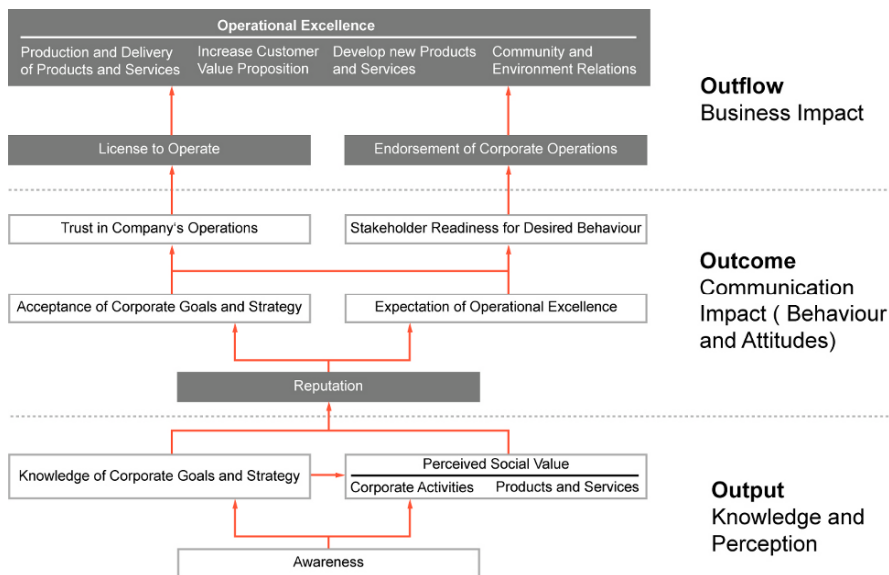 Operational Excellence
Production and Delivery
of Products and Services
Increase Customer
Value Proposition
Develop new Products
and Services
Community and
Environment Relations
Outflow
Business Impact
License to Operate
Endorsement of Corporate Operations
Trust in Company's Operations
Stakeholder Readiness for Desired Behaviour
Outcome
Communication
Impact ( Behaviour
and Attitudes)
Acceptance of Corporate Goals and Strategy
Expectation of Operational Excellence
Reputation
Knowledge of Corporate Goals and Strategy
Perceived Social Value
Corporate Activities
Products and Services
Output
Knowledge and
Perception
Awareness